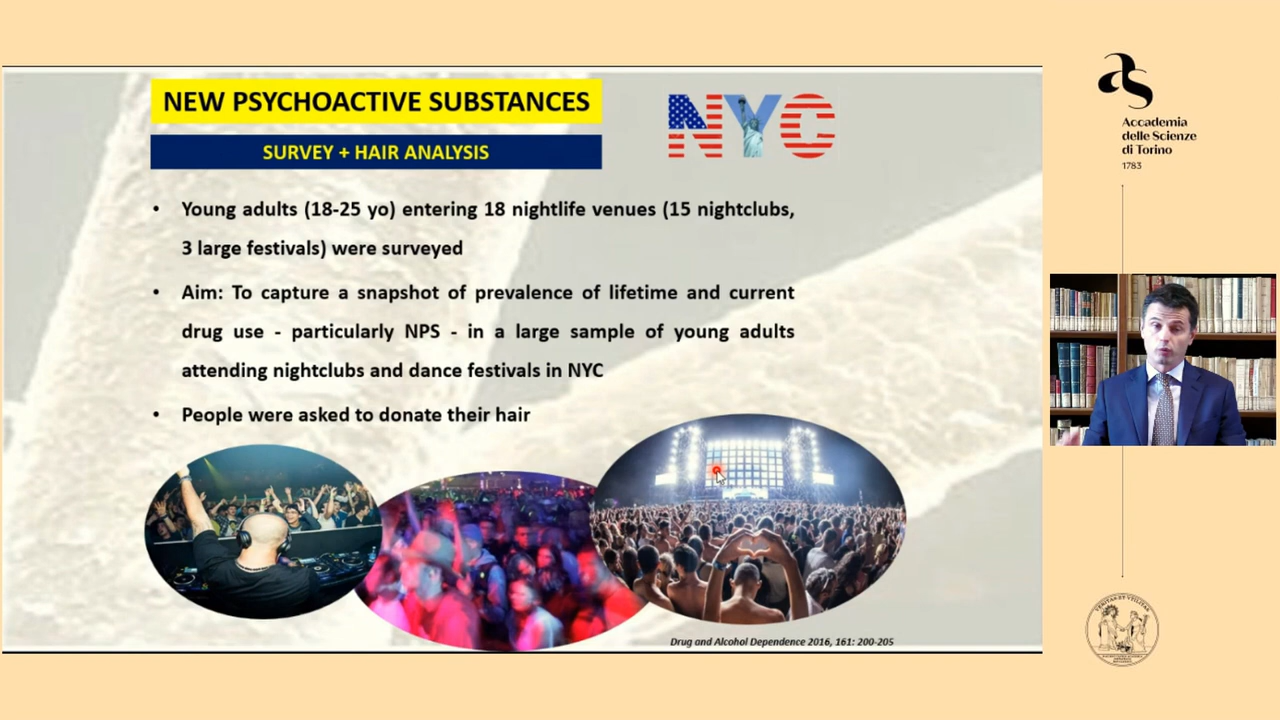 NEW PSYCHOACTIVE SUBSTANCES
SURVEY + HAIR ANALYSIS
NYC
• Young adults (18-25 yo) entering 18 nightlife venues (15 nightclubs,
3 large festivals) were surveyed
• Aim: To capture a snapshot of prevalence of lifetime and current
drug use - particularly NPS - in a large sample of young adults
attending nightclubs and dance festivals in NYC
• People were asked to donate their hair
Drug and Alcohol Dependence 2016, 161: 200-205
as
Accademia
delle Scienze
di Torino
1783
VERITAS ET VTILITAS